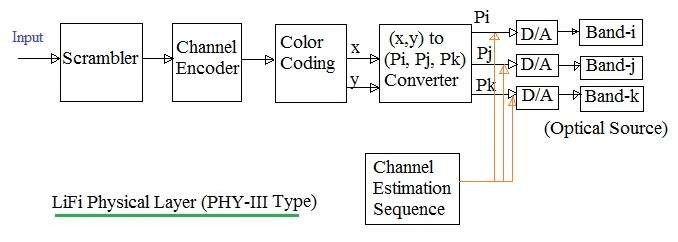 Input
Scrambler
Channel
Encoder
Color
Coding
x
y
(x,y) to
(Pi, Pj, Pk)
Converter
Pi
Pj
Pk
D/A
D/A
D/A
Band-i
Band-j
Band-k
(Optical Source)
Channel
Estimation
Sequence
LiFi Physical Layer (PHY-III Type)